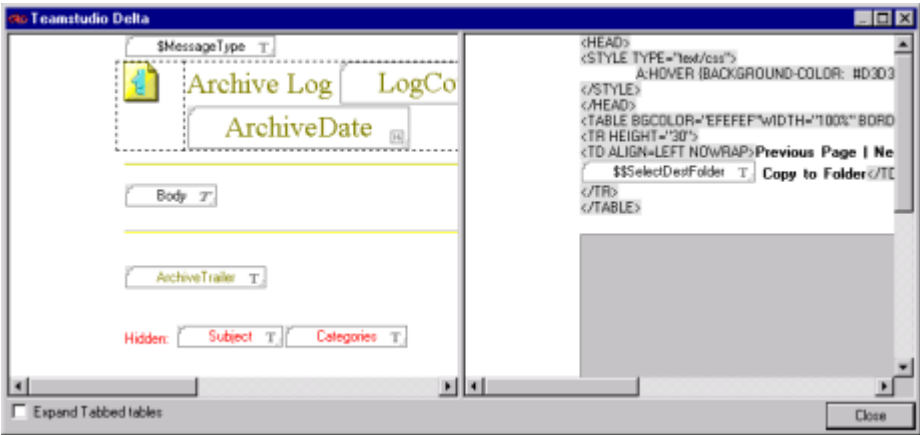 Teamstudio Delta
$MessageType T
Archive Log LogCo
ArchiveDate
Body T
ArchiveTrailer T
Hidden: Subject T Categories T
<HEAD>
<STYLE TYPE="text/css">
A:HOVER {BACKGROUND-COLOR: #D3D3
</STYLE>
</HEAD>
<TABLE BGCOLOR="EFEFEF"WIDTH="100%" BORD
<TR HEIGHT="30">
<TD ALIGN=LEFT NOWRAP>Previous Page | Ne
$$SelectDestFolder T Copy to Folder</TD
</TR>
</TABLE>
Expand Tabbed tables
Close